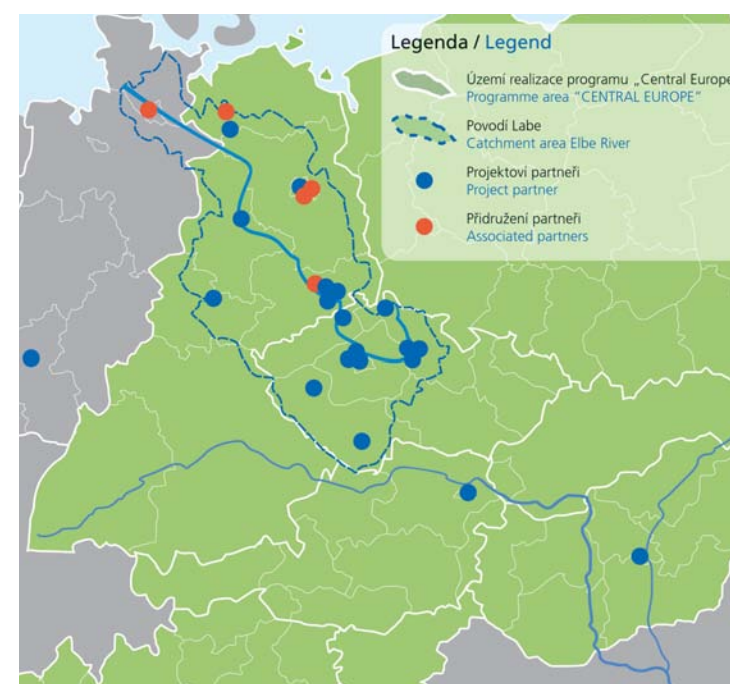 Legenda / Legend
Území realizace programu „Central Europe
Programme area "CENTRAL EUROPE"
Povodí Labe
Catchment area Elbe River
Projektovi partneři
Project partner
Přidružení partneři
Associated partners